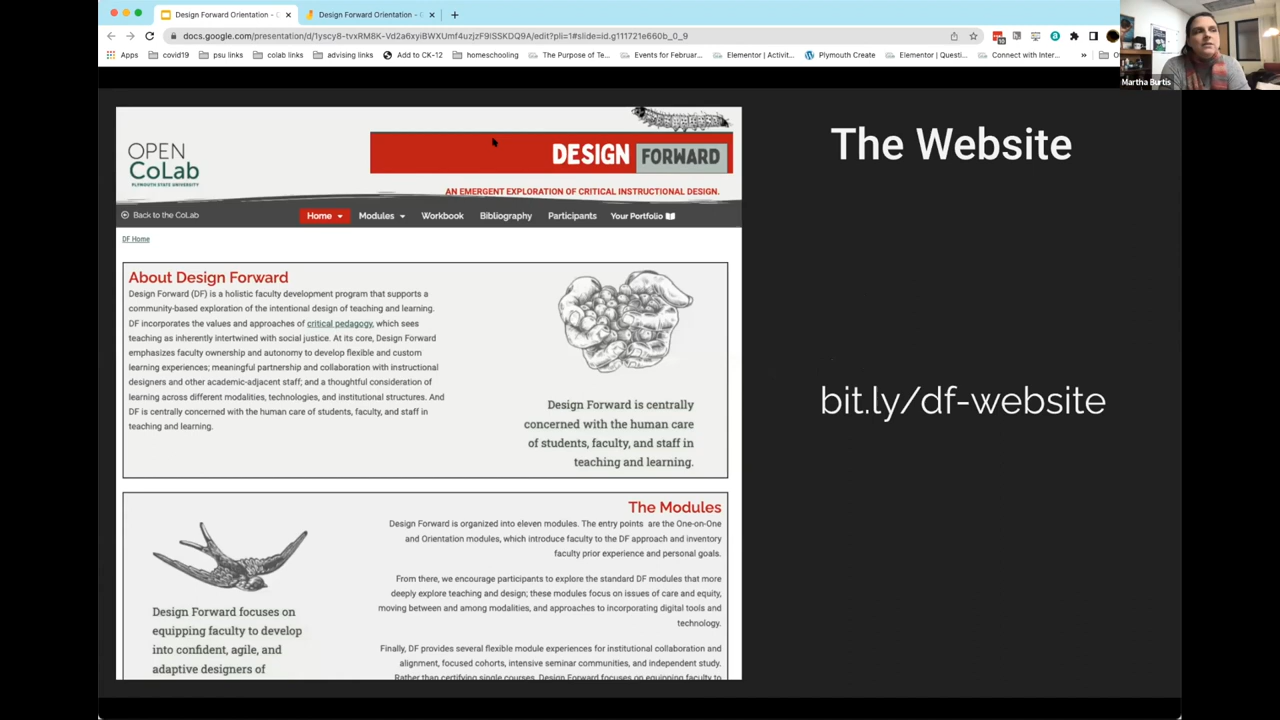 Design Forward Orientation - G
Design Forward Orientation - E
docs.google.com/presentation/d/1yscy8-tvxRM8K-Vd2a6xyiBWXUmf4uzjzF9lSSKDQ9A/edit?pli=1#slide=id.g111721e660b_0_9
Apps
covid19
psu links
colab links
advising links
Add to CK-12
homeschooling
The Purpose of Te...
Events for Februar...
Elementor | Activit...
Plymouth Create
Elementor | Questi...
Connect with Inter...
»
Martha Burtis
OPEN
CoLab
PLYMOUTH STATE UNIVERSITY
DESIGN FORWARD
AN EMERGENT EXPLORATION OF CRITICAL INSTRUCTIONAL DESIGN.
Back to the CoLab
Home
Modules
Workbook
Bibliography
Participants
Your Portfolio
DF Home
About Design Forward
Design Forward (DF) is a holistic faculty development program that supports a
community-based exploration of the intentional design of teaching and learning.
DF incorporates the values and approaches of critical pedagogy, which sees
teaching as inherently intertwined with social justice. At its core, Design Forward
emphasizes faculty ownership and autonomy to develop flexible and custom
learning experiences; meaningful partnership and collaboration with instructional
designers and other academic-adjacent staff; and a thoughtful consideration of
learning across different modalities, technologies, and institutional structures. And
DF is centrally concerned with the human care of students, faculty, and staff in
teaching and learning.
Design Forward is centrally
concerned with the human care
of students, faculty, and staff in
teaching and learning.
The Modules
Design Forward is organized into eleven modules. The entry points are the One-on-One
and Orientation modules, which introduce faculty to the DF approach and inventory
faculty prior experience and personal goals.
From there, we encourage participants to explore the standard DF modules that more
deeply explore teaching and design; these modules focus on issues of care and equity,
moving between and among modalities, and approaches to incorporating digital tools and
technology.
Finally, DF provides several flexible module experiences for institutional collaboration and
alignment, focused cohorts, intensive seminar communities, and independent study.
Rather than certifying single courses, Design Forward focuses on equipping faculty to
Design Forward focuses on
equipping faculty to develop
into confident, agile, and
adaptive designers of
The Website
bit.ly/df-website